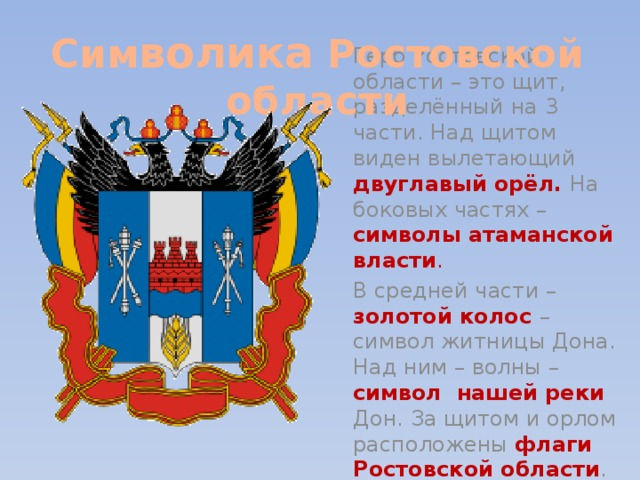 Символика Ростовской
области
Герб Ростовской
области – это щит,
разделённый на 3
части. Над щитом
виден вылетающий
двуглавый орёл. На
боковых частях –
символы атаманской
власти.
В средней части –
золотой колос –
символ житницы Дона.
Над ним – волны –
символ нашей реки
Дон. За щитом и орлом
расположены флаги
Ростовской области.